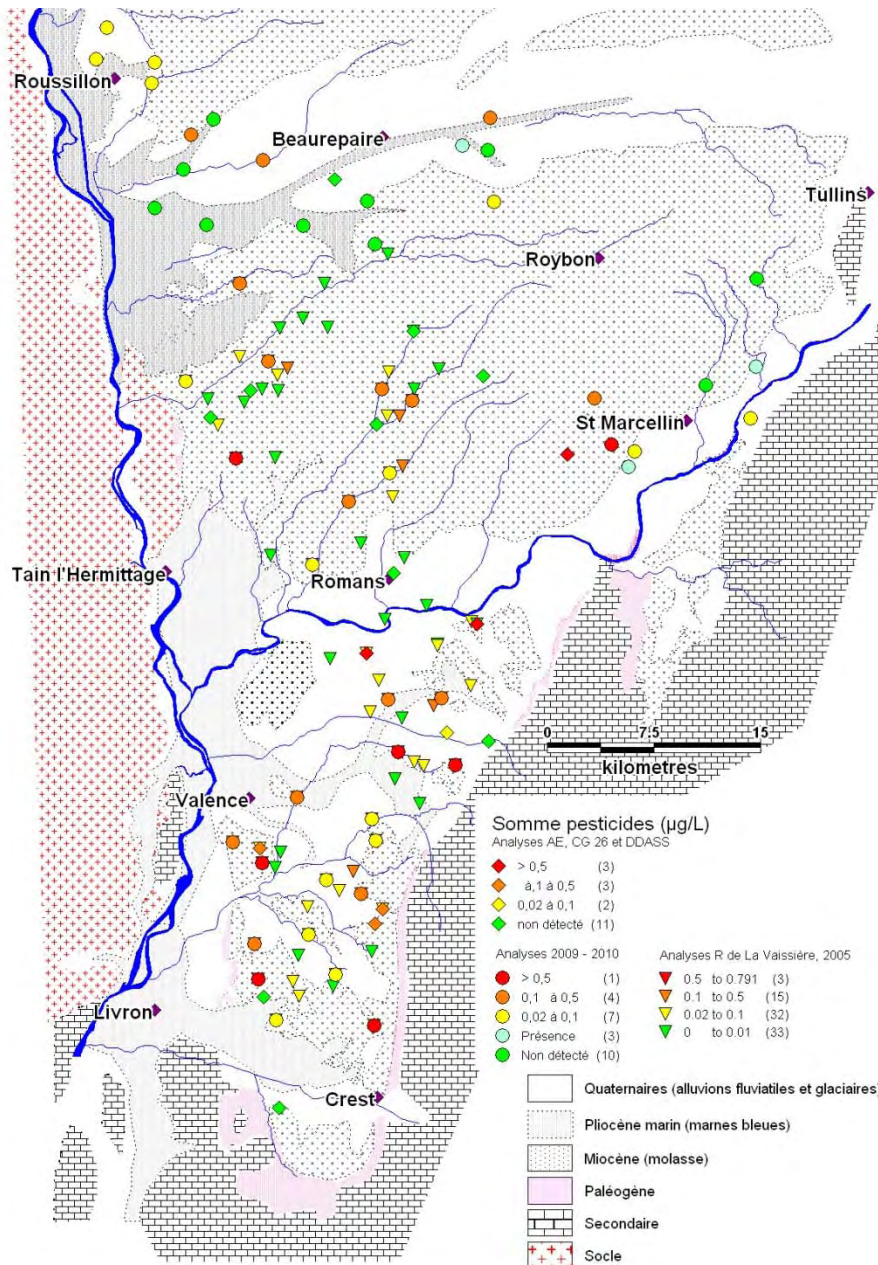 Roussillon
Beaurepaire
Tullins
Roybon
St Marcellin
Tain l'Hermittage
Romans
0 7.5 15
kilometres
Valence
Livron
Crest
Somme pesticides (µg/L)
Analyses AE, CG 26 et DDASS
> 0,5 (3)
à,1 à 0,5 (3)
0,02 à 0,1 (2)
non détecté (11)
Analyses 2009 - 2010
> 0,5 (1)
0,1 à 0,5 (4)
0,02 à 0,1 (7)
Présence (3)
Non détecté (10)
Analyses R de La Vaissière, 2005
0.5 to 0.791 (3)
0.1 to 0.5 (15)
0.02 to 0.1 (32)
0 to 0.01 (33)
Quaternaires (alluvions fluviatiles et glaciaires)
Pliocène marin (marnes bleues)
Miocène (molasse)
Paléogène
Secondaire
Socle